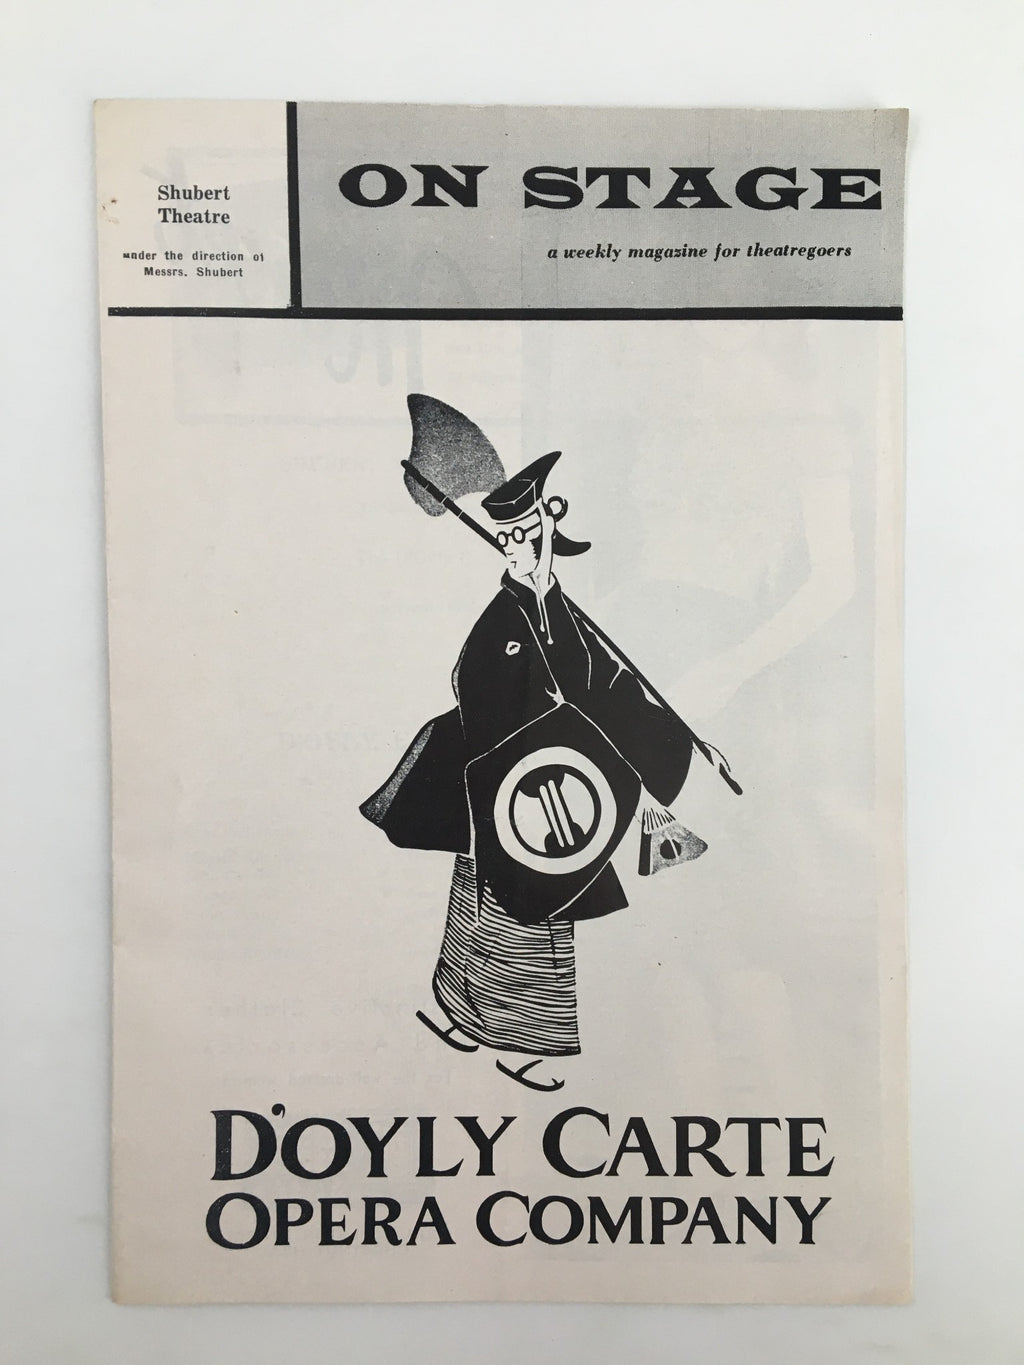 Shubert
Theatre
under the direction of
Messrs. Shubert
ON STAGE
a weekly magazine for theatregoers
D'OYLY CARTE
OPERA COMPANY